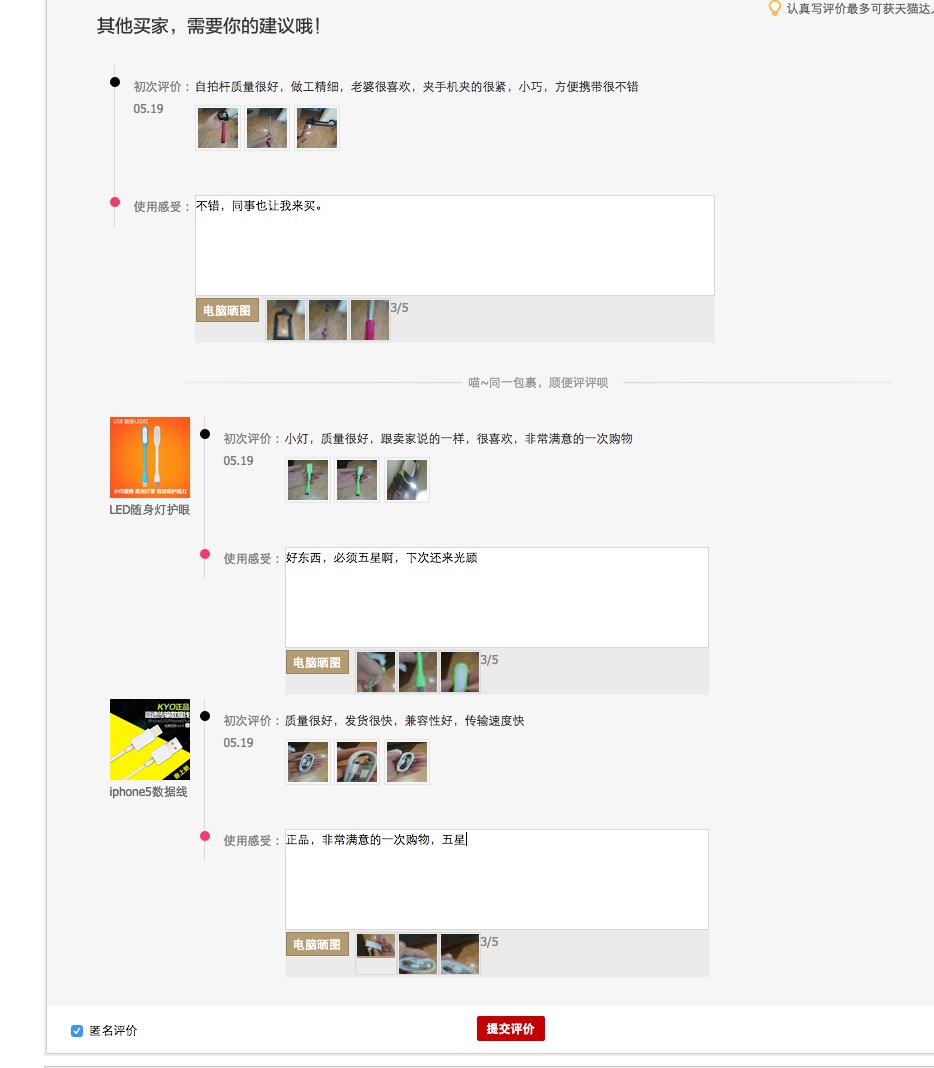 认真写评价最多可获天猫达人
其他买家，需要你的建议哦！
初次评价：自拍杆质量很好，做工精细，老婆很喜欢，夹手机夹的很紧，小巧，方便携带很不错
05.19
使用感受：不错，同事也让我来买。
电脑晒图 3/5
喵~同一包裹，顺便评评呗
USB 随身LED灯
小巧便携 柔光灯罩 有效保护视力
LED随身灯护眼
初次评价：小灯，质量很好，跟卖家说的一样，很喜欢，非常满意的一次购物
05.19
使用感受：好东西，必须五星啊，下次还来光顾
电脑晒图 3/5
KYO正品
高速传输数据线
券上新
iphone5数据线
初次评价：质量很好，发货很快，兼容性好，传输速度快
05.19
使用感受：正品，非常满意的一次购物，五星
电脑晒图 3/5
匿名评价
提交评价